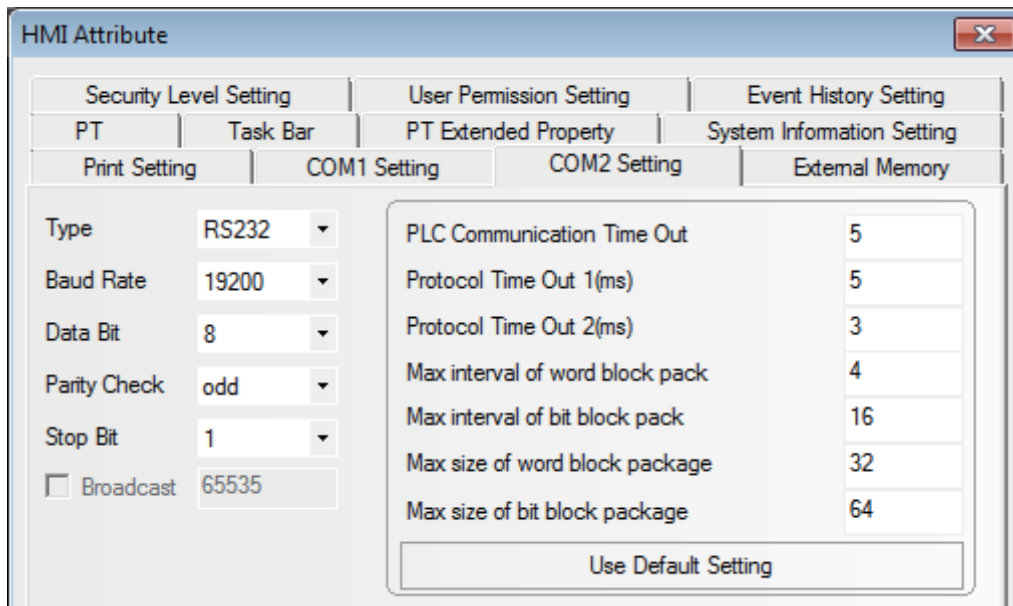 HMI Attribute
Security Level Setting User Permission Setting Event History Setting
PT Task Bar PT Extended Property System Information Setting
Print Setting COM1 Setting COM2 Setting External Memory
Type RS232
Baud Rate 19200
Data Bit 8
Parity Check odd
Stop Bit 1
Broadcast 65535
PLC Communication Time Out 5
Protocol Time Out 1(ms) 5
Protocol Time Out 2(ms) 3
Max interval of word block pack 4
Max interval of bit block pack 16
Max size of word block package 32
Max size of bit block package 64
Use Default Setting